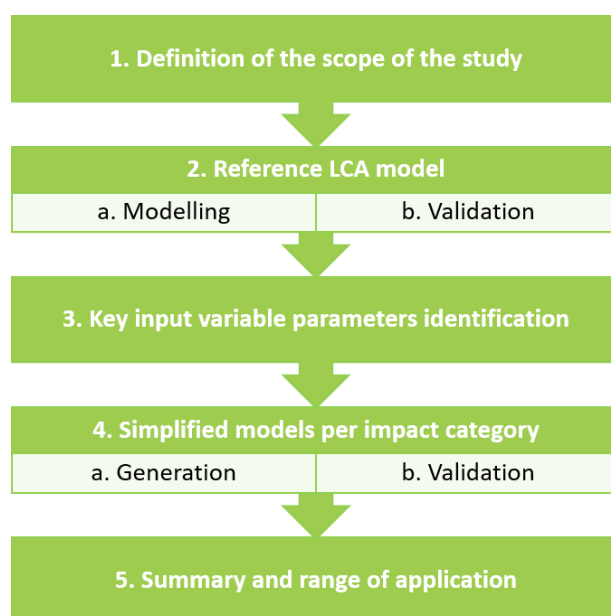 1. Definition of the scope of the study
2. Reference LCA model
a. Modelling
b. Validation
3. Key input variable parameters identification
4. Simplified models per impact category
a. Generation
b. Validation
5. Summary and range of application